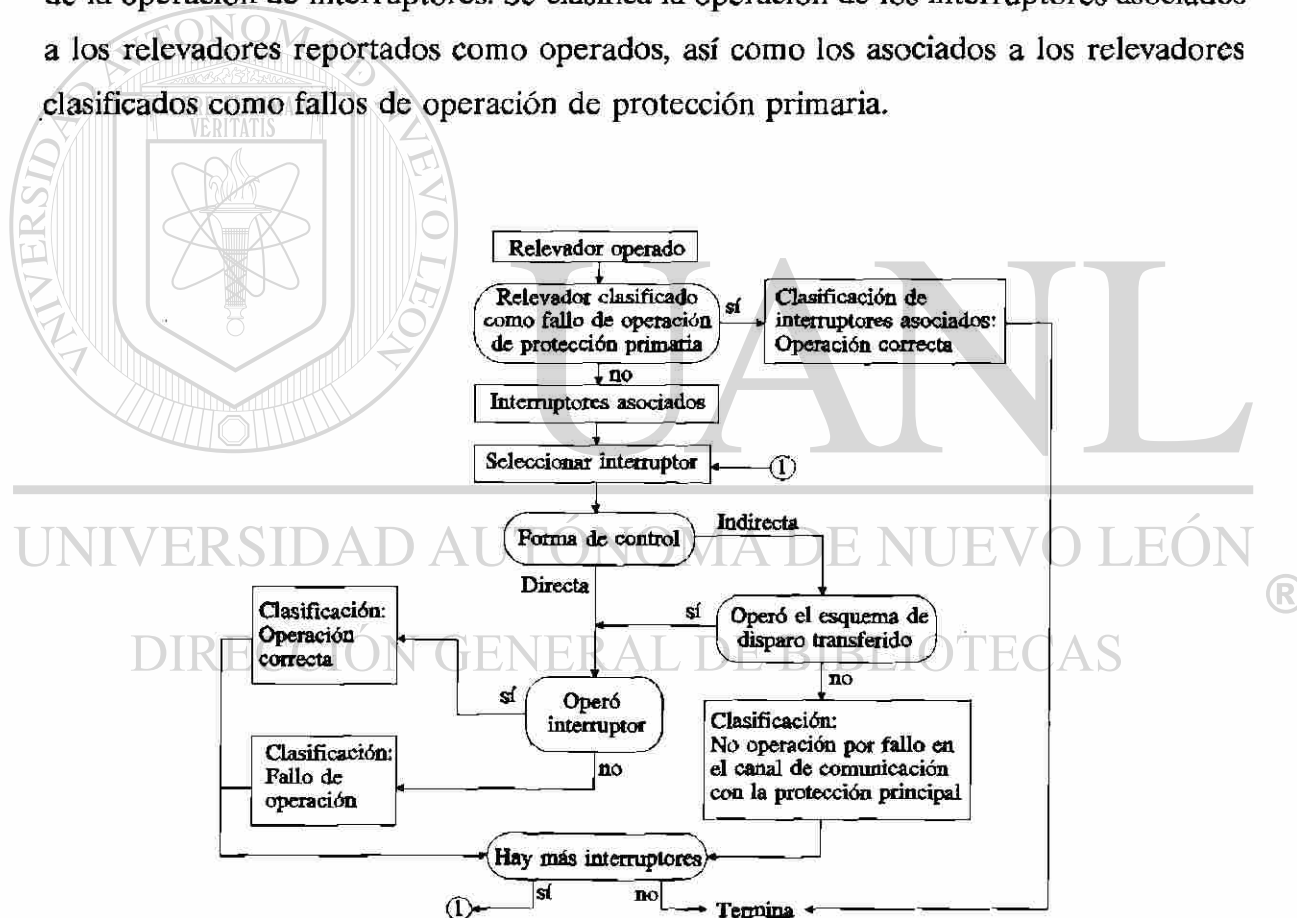 de la operación de interruptores. Se clasifica la operación de los interruptores asociados
a los relevadores reportados como operados, así como los asociados a los relevadores
clasificados como fallos de operación de protección primaria.
Relevador operado
Relevador clasificado
como fallo de operación
de protección primaria
sí
Clasificación de
interruptores asociados:
Operación correcta
no
Interruptores asociados
Seleccionar interruptor
1
Forma de control
Indirecta
Directa
Operó el esquema de
disparo transferido
sí
no
Clasificación:
Operación
correcta
sí
Operó
interruptor
no
Clasificación:
Fallo de
operación
Clasificación:
No operación por fallo en
el canal de comunicación
con la protección principal
Hay más interruptores
sí
no
1
Termina
UANL
UNIVERSIDAD AUTÓNOMA DE NUEVO LEÓN
®
DIRECCIÓN GENERAL DE BIBLIOTECAS
UNIVERSIDAD AUTONOMA DE NUEVO LEON
VERITATIS